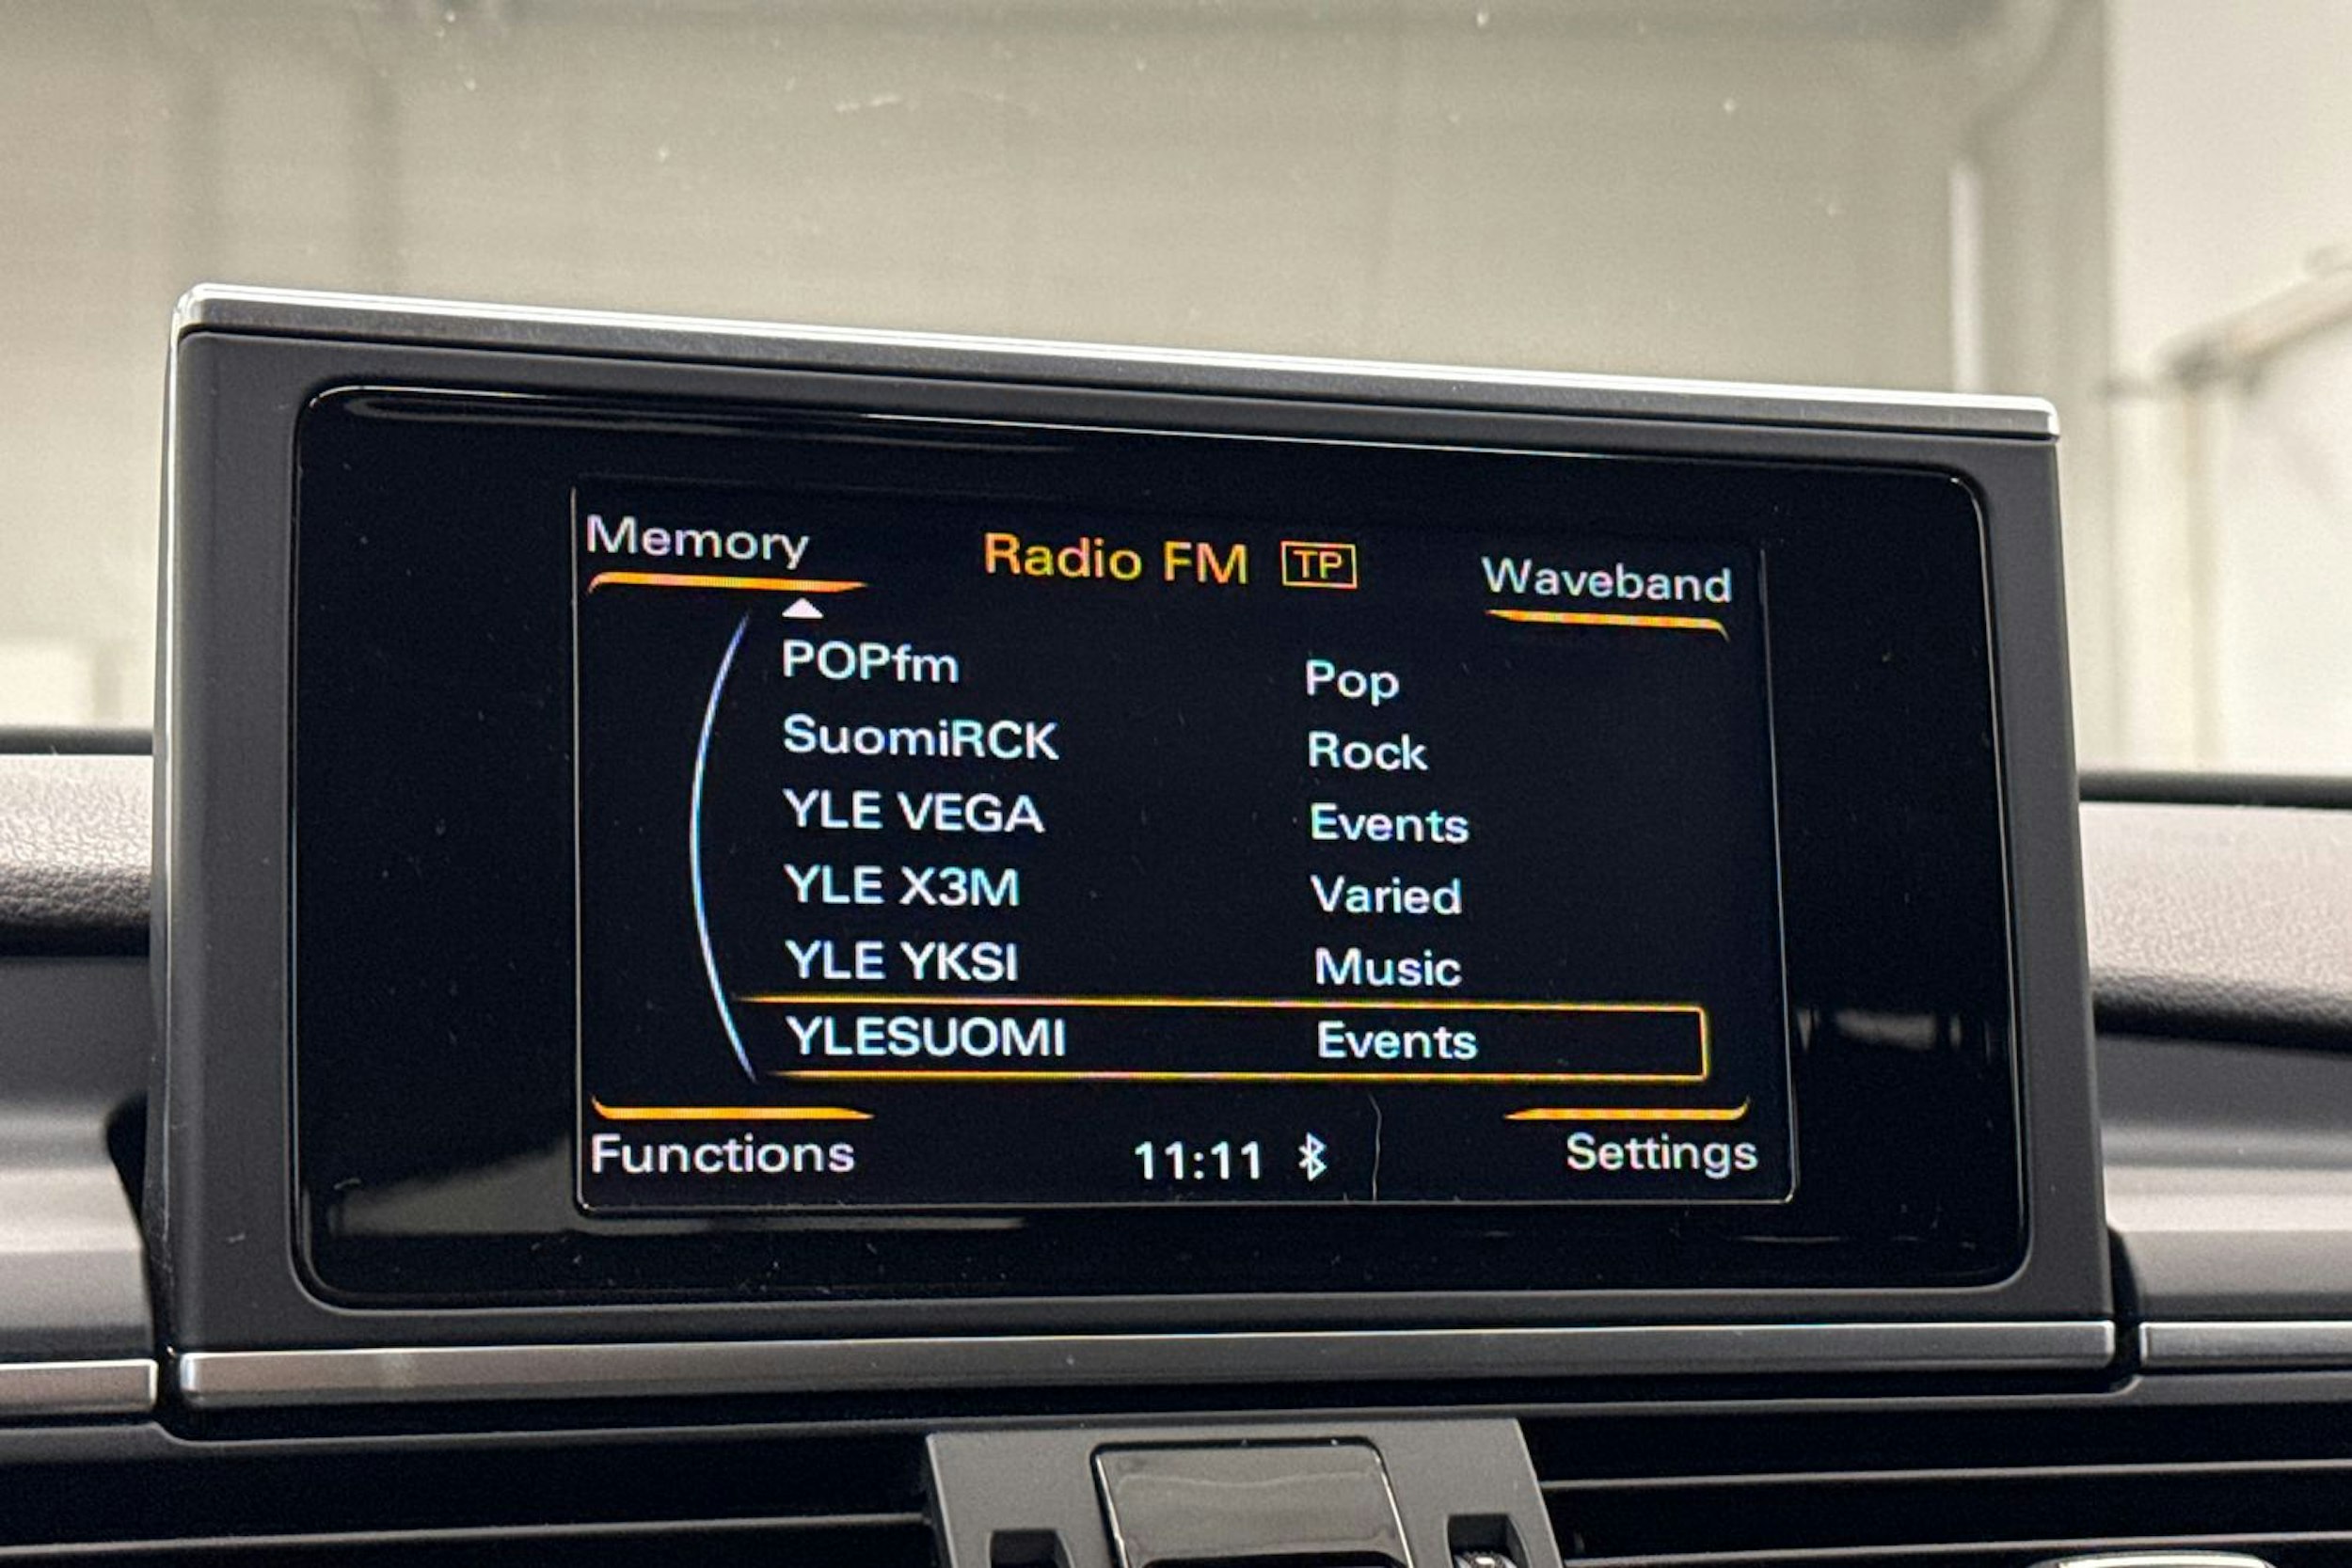 Memory Radio FM TP Waveband
POPfm Pop
SuomiRCK Rock
YLE VEGA Events
YLE X3M Varied
YLE YKSI Music
YLESUOMI Events
Functions 11:11 Settings